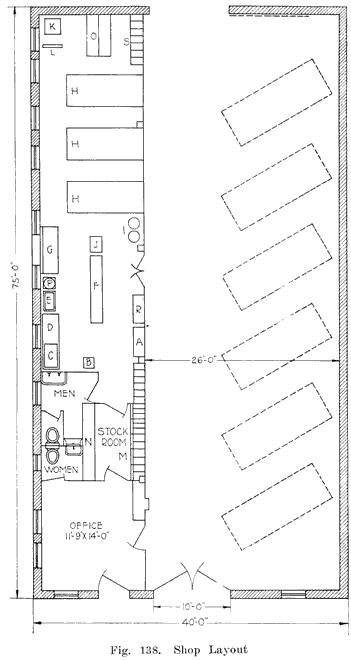 K
L
O
S
H
H
H
I
G
J
P
E
F
D
C
R
A
B
75'-0"
26'-0"
MEN
N
STOCK
ROOM
M
WOMEN
OFFICE
11'-9"X14'-0"
10'-0"
40'-0"
Fig. 138. Shop Layout